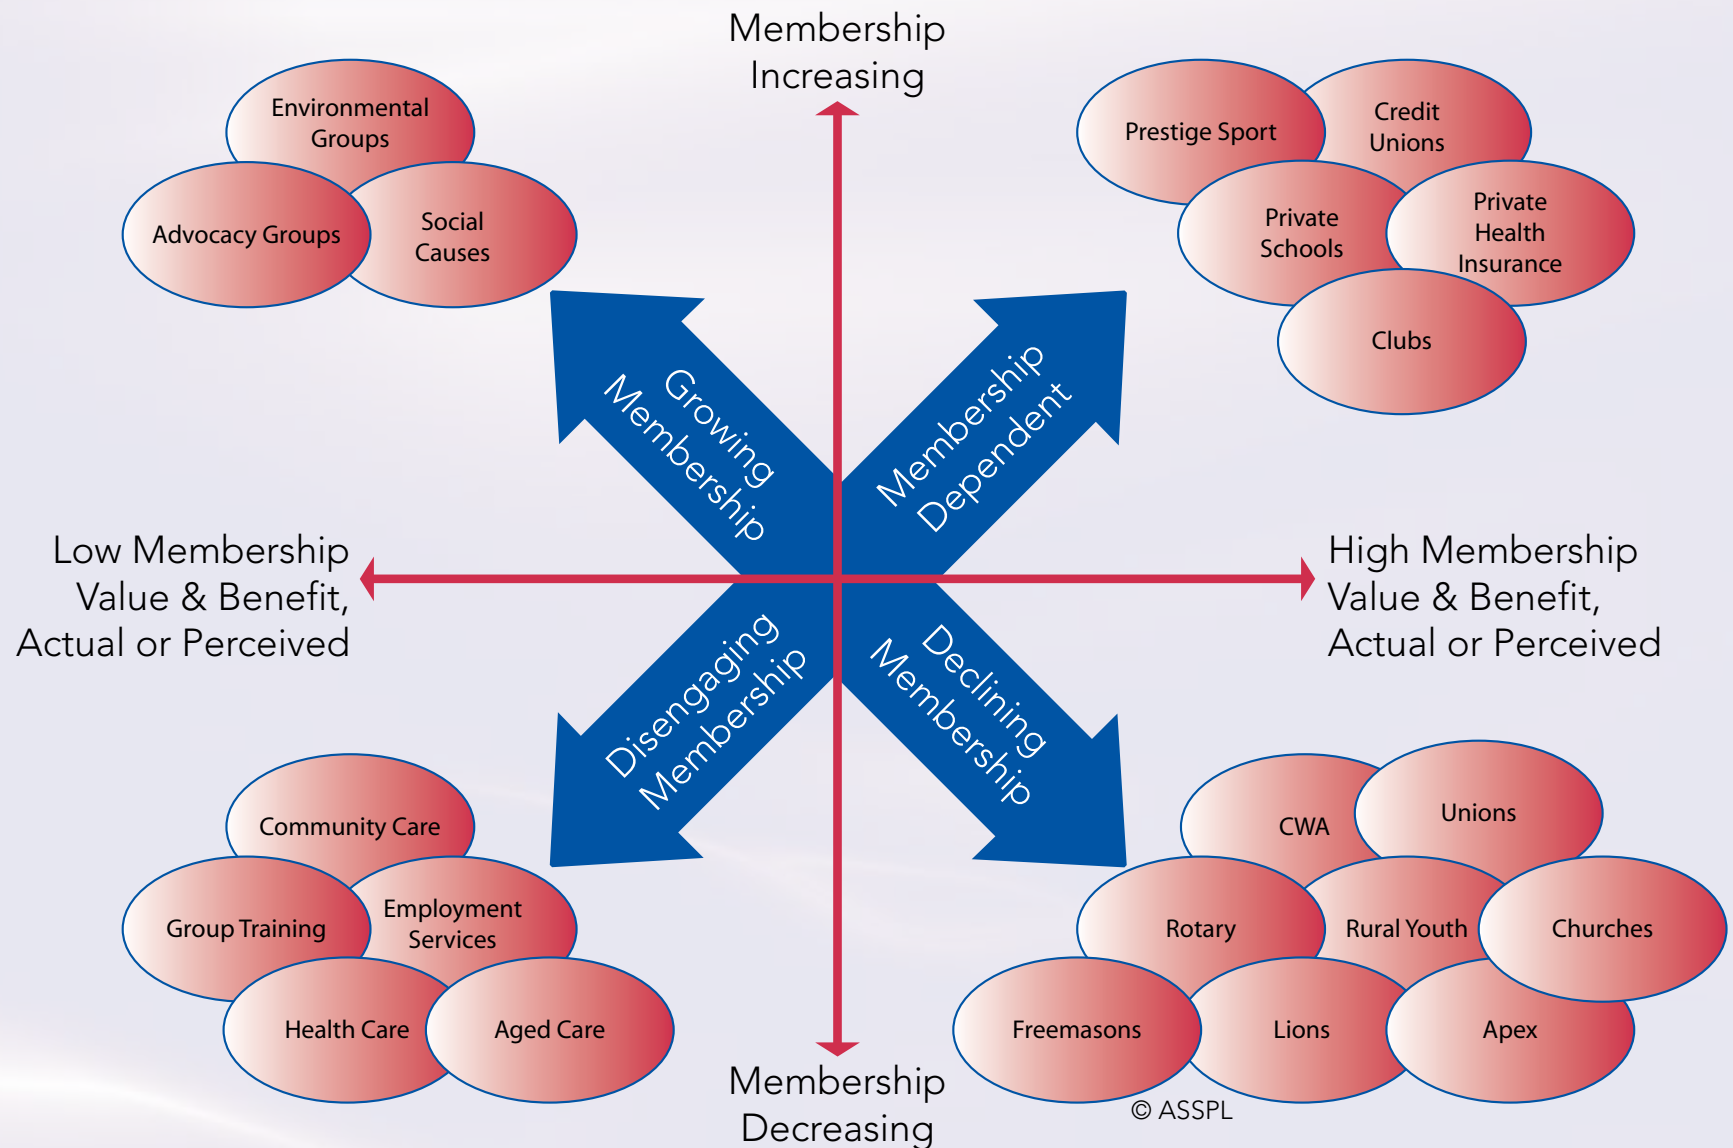 Membership
Increasing
Environmental
Groups
Advocacy Groups
Social
Causes
Prestige Sport
Credit
Unions
Private
Schools
Private
Health
Insurance
Clubs
Growing
Membership
Membership
Dependent
Low Membership
Value & Benefit,
Actual or Perceived
High Membership
Value & Benefit,
Actual or Perceived
Disengaging
Membership
Declining
Membership
Community Care
Group Training
Employment
Services
Health Care
Aged Care
CWA
Unions
Rotary
Rural Youth
Churches
Freemasons
Lions
Apex
Membership
Decreasing
© ASSPL